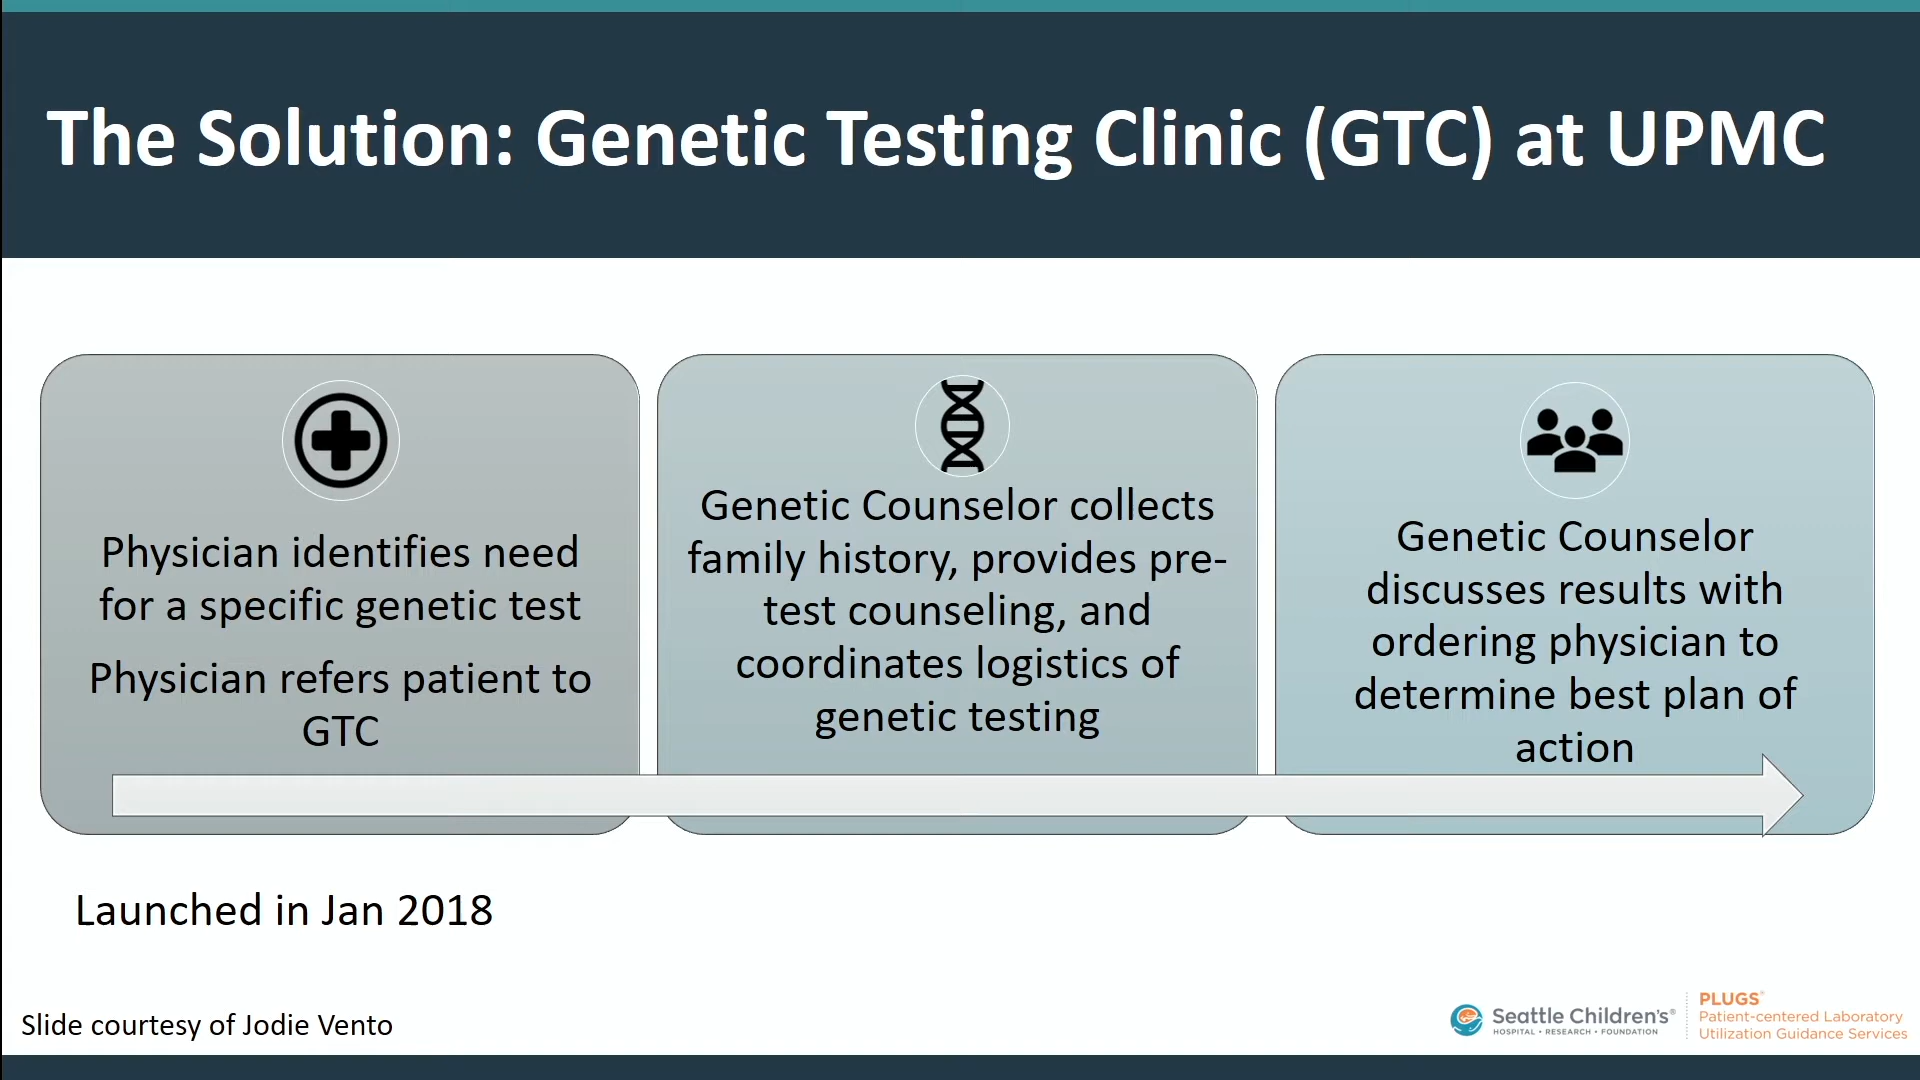 The Solution: Genetic Testing Clinic (GTC) at UPMC
Physician identifies need
for a specific genetic test
Physician refers patient to
GTC
Genetic Counselor collects
family history, provides pre-
test counseling, and
coordinates logistics of
genetic testing
Genetic Counselor
discusses results with
ordering physician to
determine best plan of
action
Launched in Jan 2018
Slide courtesy of Jodie Vento
Seattle Children's®
HOSPITAL • RESEARCH • FOUNDATION
PLUGS®
Patient-centered Laboratory
Utilization Guidance Services